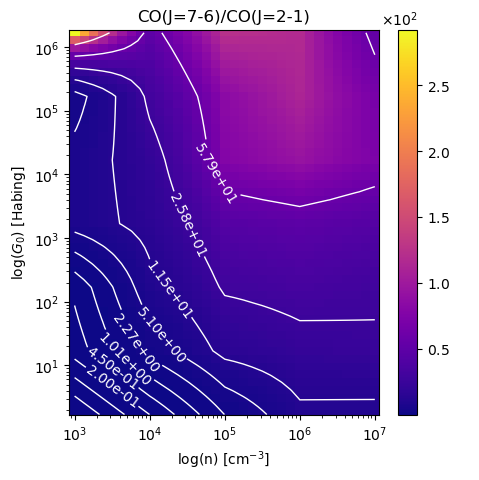 CO(J=7-6)/CO(J=2-1)
×10²
10⁶
10⁵
10⁴
10³
10²
10¹
log(G₀) [Habing]
5.79e+01
2.58e+01
1.15e+01
5.10e+00
2.27e+00
1.01e+00
4.50e-01
2.00e-01
10³
10⁴
10⁵
10⁶
10⁷
log(n) [cm⁻³]
2.5
2.0
1.5
1.0
0.5